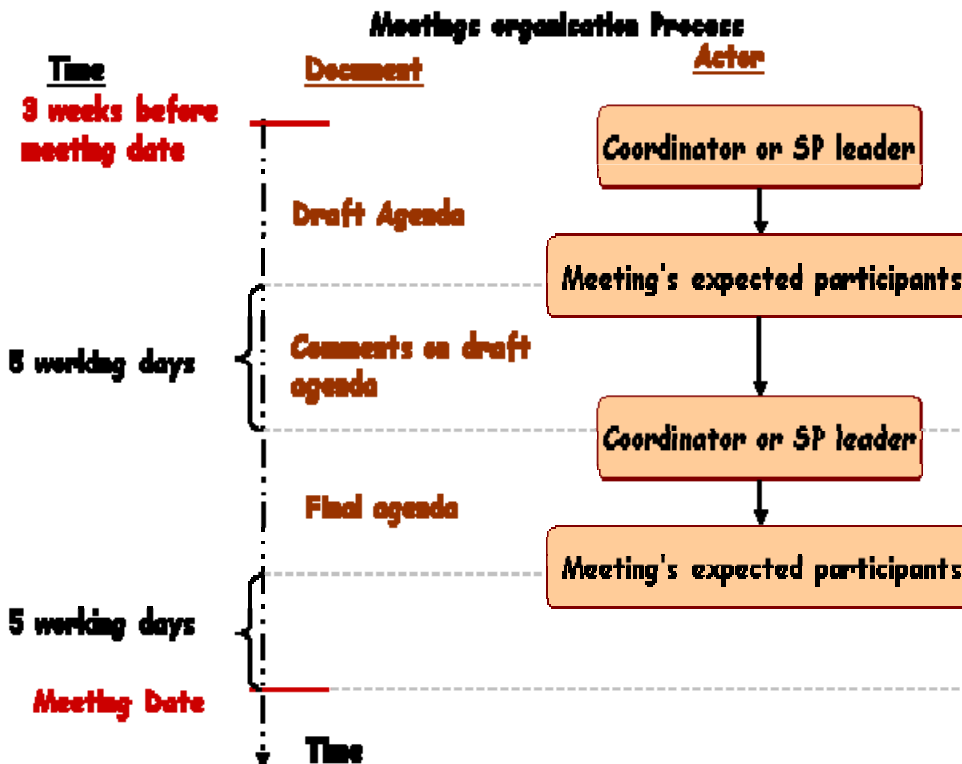 Meetings organisation Process
Time
Document
Actor
3 weeks before
meeting date
Coordinator or SP leader
Draft Agenda
Meeting's expected participants
5 working days
Comments on draft
agenda
Coordinator or SP leader
Final agenda
Meeting's expected participants
5 working days
Meeting Date
Time